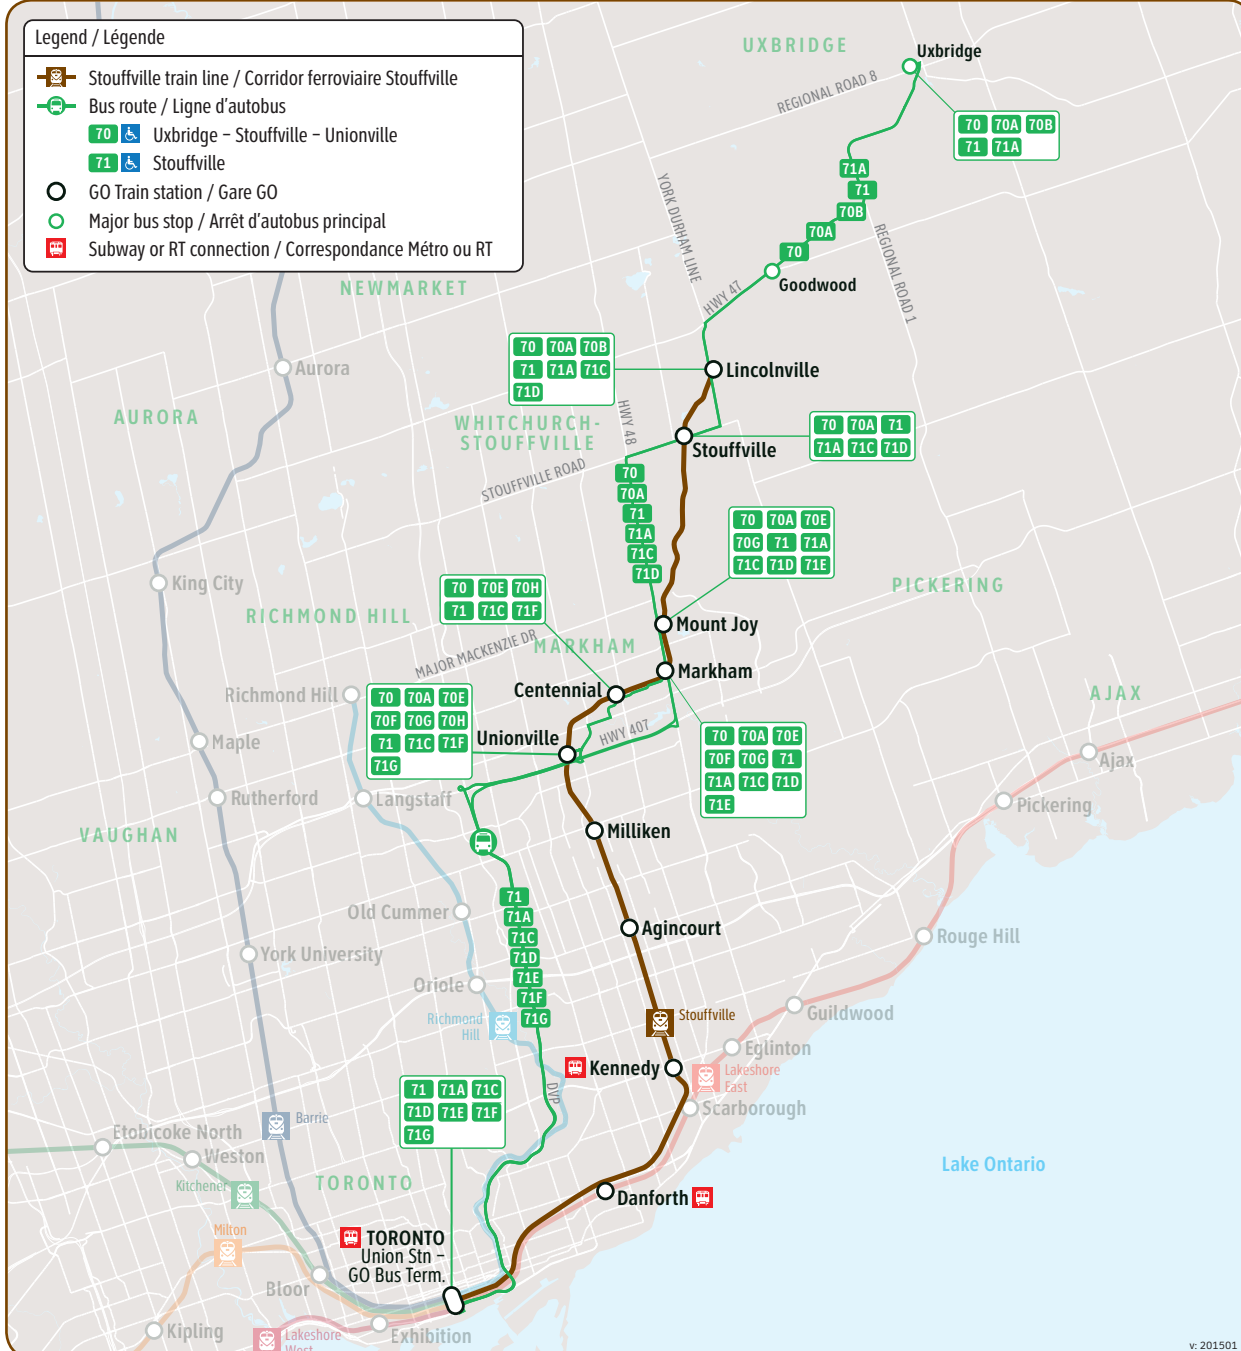 Legend / Légende
Stouffville train line / Corridor ferroviaire Stouffville
Bus route / Ligne d'autobus
70 Uxbridge – Stouffville – Unionville
71 Stouffville
GO Train station / Gare GO
Major bus stop / Arrêt d'autobus principal
Subway or RT connection / Correspondance Métro ou RT
UXBRIDGE
Uxbridge
REGIONAL ROAD 8
70 70A 70B
71 71A
71A
71
70B
70A
70
YORK DURHAM LINE
REGIONAL ROAD 1
Goodwood
HWY 47
NEWMARKET
Aurora
AURORA
70 70A 70B
71 71A 71C
71D
Lincolnville
HWY 48
WHITCHURCH-
STOUFFVILLE
70 70A 71
71A 71C 71D
Stouffville
STOUFFVILLE ROAD
70
70A
71
71A
71C
71D
70 70A 70E
70G 71 71A
71C 71D 71E
King City
PICKERING
70 70E 70H
71 71C 71F
RICHMOND HILL
Mount Joy
MARKHAM
MAJOR MACKENZIE DR
Markham
Richmond Hill
Centennial
AJAX
70 70A 70E
70F 70G 70H
71 71C 71F
71G
Unionville
HWY 407
70 70A 70E
70F 70G 71
71A 71C 71D
71E
Maple
Ajax
Rutherford
Langstaff
Pickering
VAUGHAN
Milliken
71
71A
71C
71D
71E
71F
71G
Old Cummer
Agincourt
Rouge Hill
York University
Oriole
Guildwood
Richmond
Hill
Stouffville
Eglinton
Kennedy
Lakeshore
East
DVP
71 71A 71C
71D 71E 71F
71G
Scarborough
Barrie
Etobicoke North
Weston
Kitchener
TORONTO
Lake Ontario
Danforth
Milton
TORONTO
Union Stn –
GO Bus Term.
Bloor
Kipling
Lakeshore
West
Exhibition
v: 201501